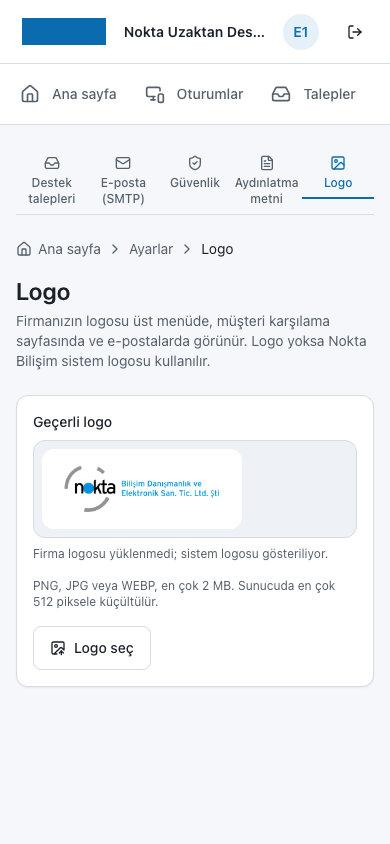 Nokta Uzaktan Des...
E1
Ana sayfa
Oturumlar
Talepler
Destek
talepleri
E-posta
(SMTP)
Güvenlik
Aydınlatma
metni
Logo
Ana sayfa
Ayarlar
Logo
Logo
Firmanızın logosu üst menüde, müşteri karşılama
sayfasında ve e-postalarda görünür. Logo yoksa Nokta
Bilişim sistem logosu kullanılır.
Geçerli logo
nokta
Bilişim Danışmanlık ve
Elektronik San. Tic. Ltd. Şti
Firma logosu yüklenmedi; sistem logosu gösteriliyor.
PNG, JPG veya WEBP, en çok 2 MB. Sunucuda en çok
512 piksele küçültülür.
Logo seç